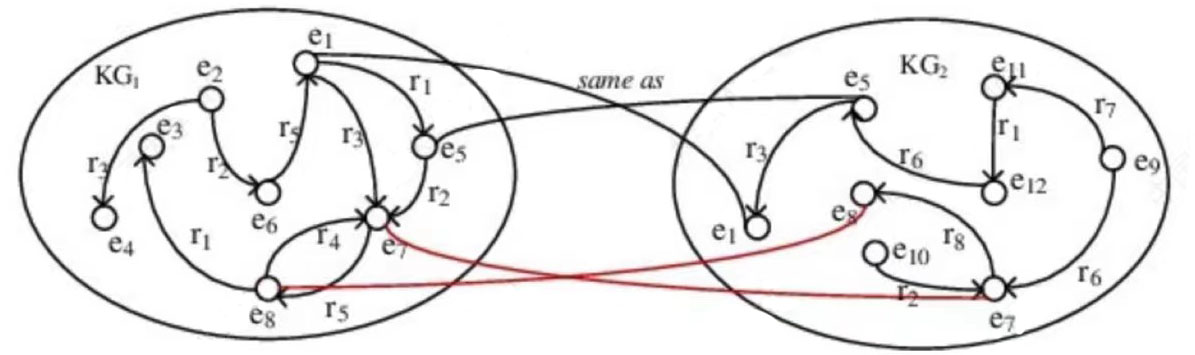 KG₁
e₂
e₁
r₁
e₃
r₅
r₃
e₅
r₃
r₂
r₂
e₄
e₆
r₁
r₄
e₇
e₈
r₅
same as
KG₂
e₅
e₁₁
r₇
r₁
r₃
r₆
e₉
e₁₂
e₈
e₁
r₈
e₁₀
r₆
r₂
e₇